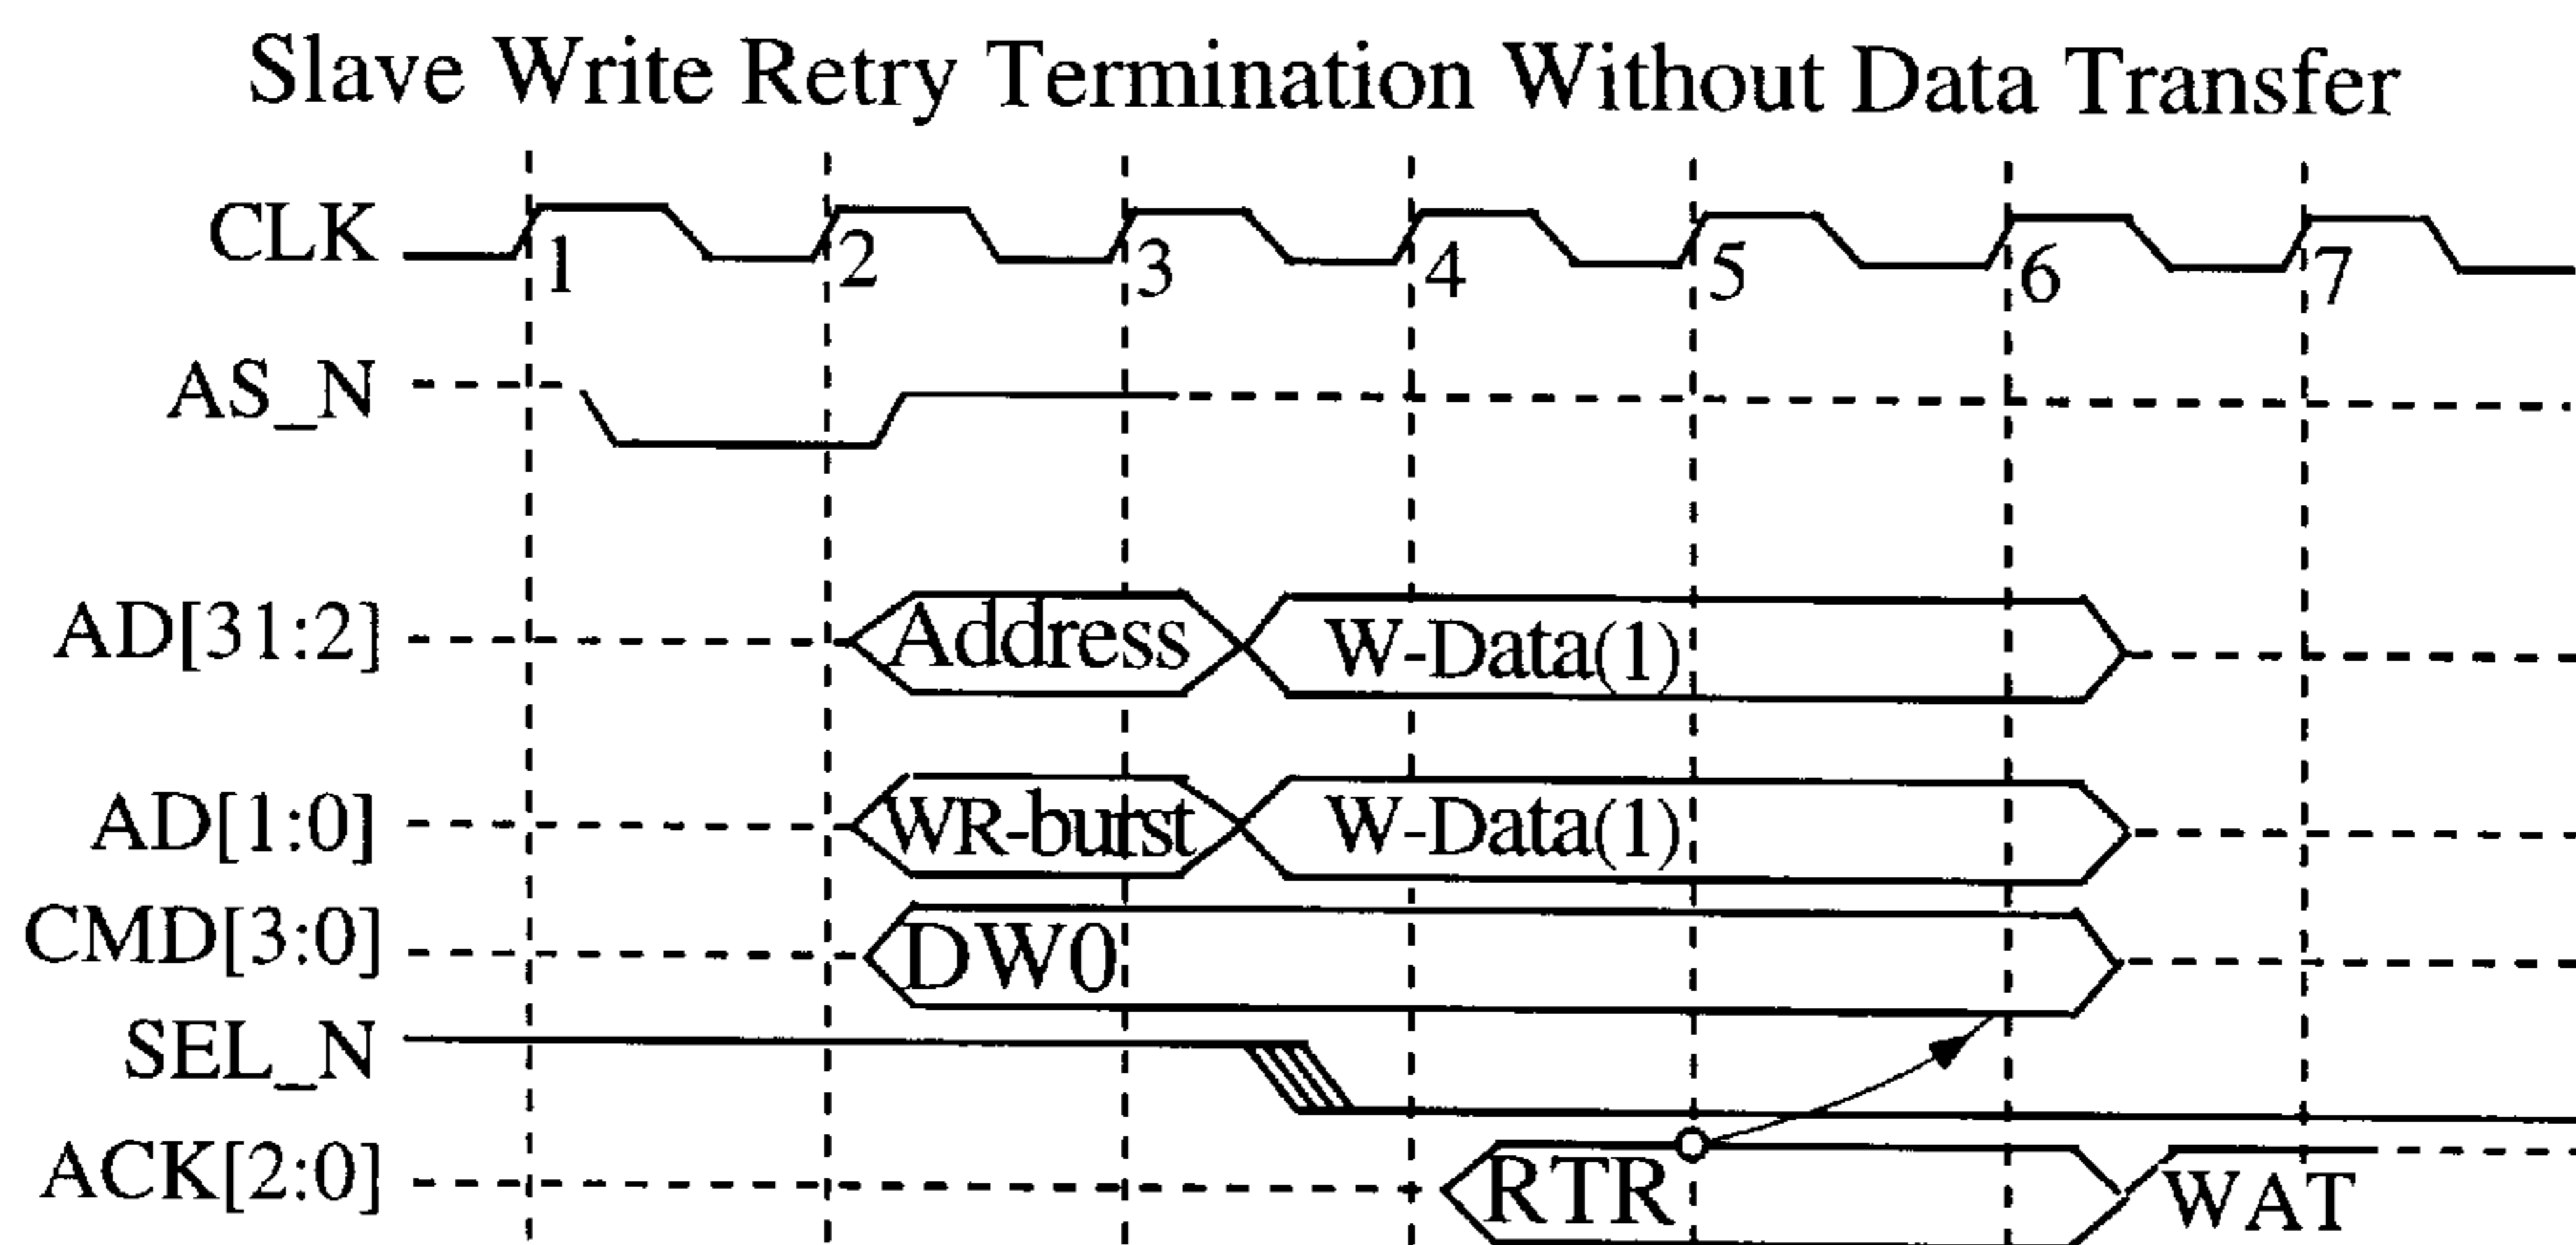 Slave Write Retry Termination Without Data Transfer
CLK 1 2 3 4 5 6 7
AS_N
AD[31:2] Address W-Data(1)
AD[1:0] WR-burst W-Data(1)
CMD[3:0] DW0
SEL_N
ACK[2:0] RTR WAT